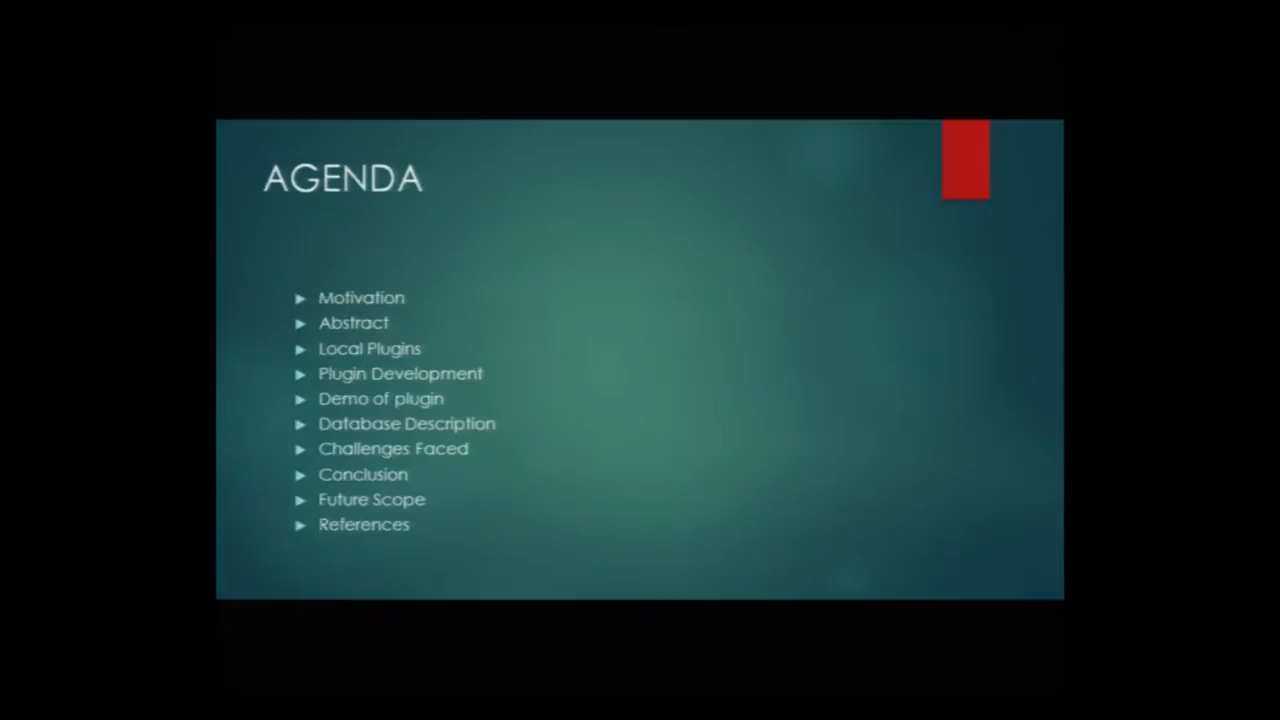 AGENDA
Motivation
Abstract
Local Plugins
Plugin Development
Demo of plugin
Database Description
Challenges Faced
Conclusion
Future Scope
References